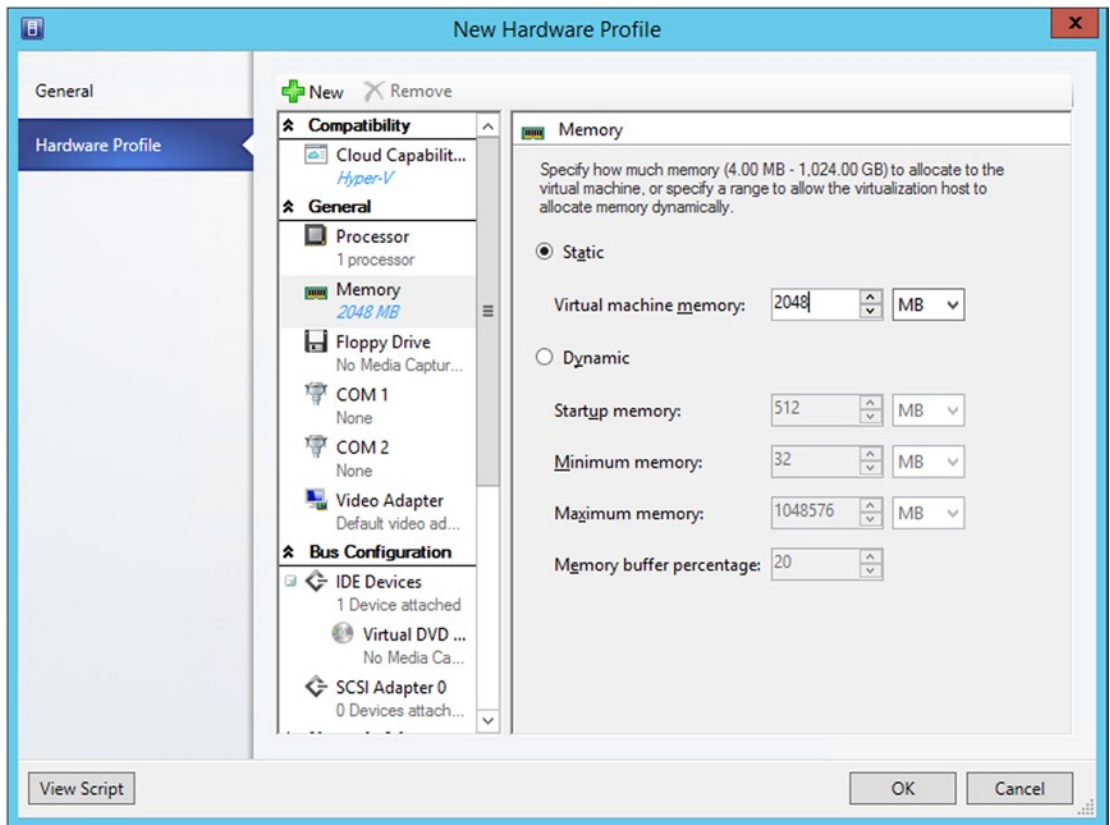 New Hardware Profile
x
General
Hardware Profile
New
Remove
Compatibility
Cloud Capabilit...
Hyper-V
General
Processor
1 processor
Memory
2048 MB
Floppy Drive
No Media Captur...
COM 1
None
COM 2
None
Video Adapter
Default video ad...
Bus Configuration
IDE Devices
1 Device attached
Virtual DVD ...
No Media Ca...
SCSI Adapter 0
0 Devices attach...
Memory
Specify how much memory (4.00 MB - 1,024.00 GB) to allocate to the
virtual machine, or specify a range to allow the virtualization host to
allocate memory dynamically.
Static
Virtual machine memory: 2048 MB
Dynamic
Startup memory: 512 MB
Minimum memory: 32 MB
Maximum memory: 1048576 MB
Memory buffer percentage: 20
View Script
OK
Cancel